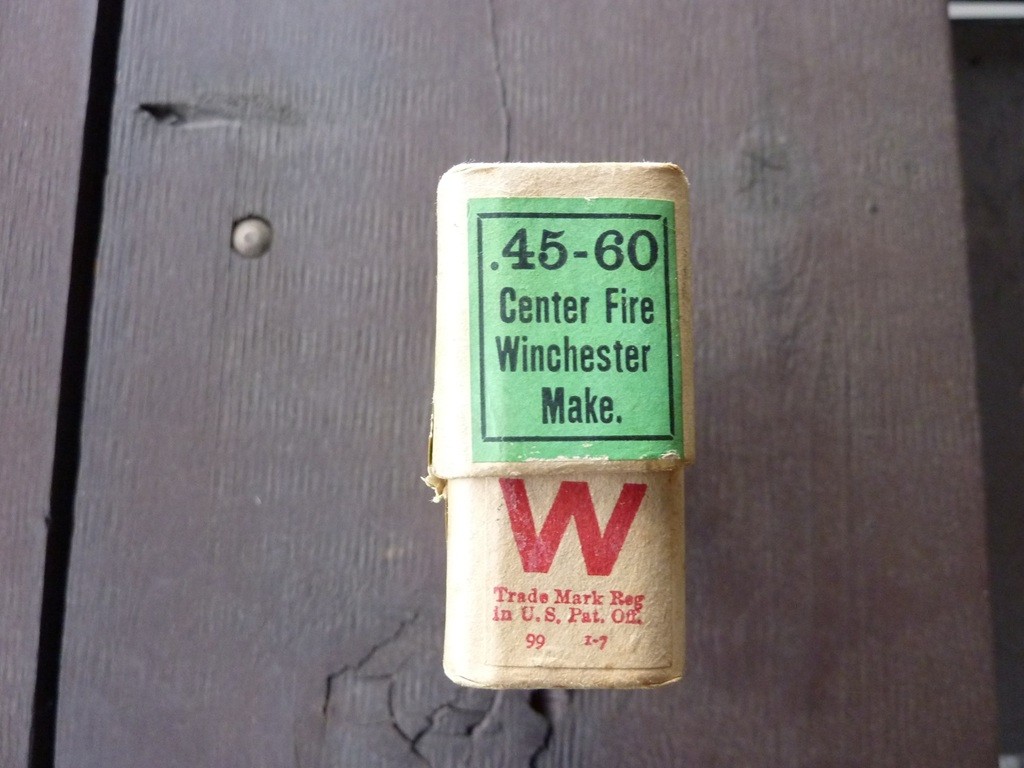 .45-60
Center Fire
Winchester
Make.
W
Trade Mark Reg
in U.S. Pat. Off.
99 1-7